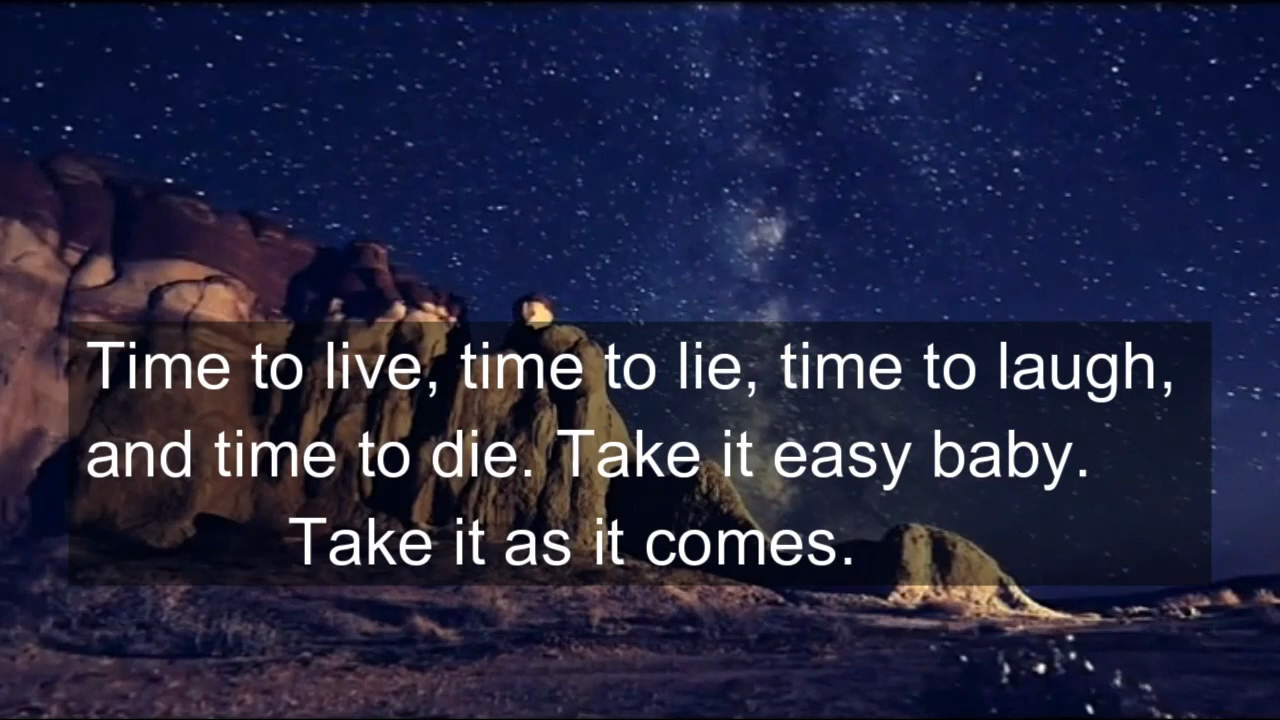 Time to live, time to lie, time to laugh,
and time to die. Take it easy baby.
Take it as it comes.